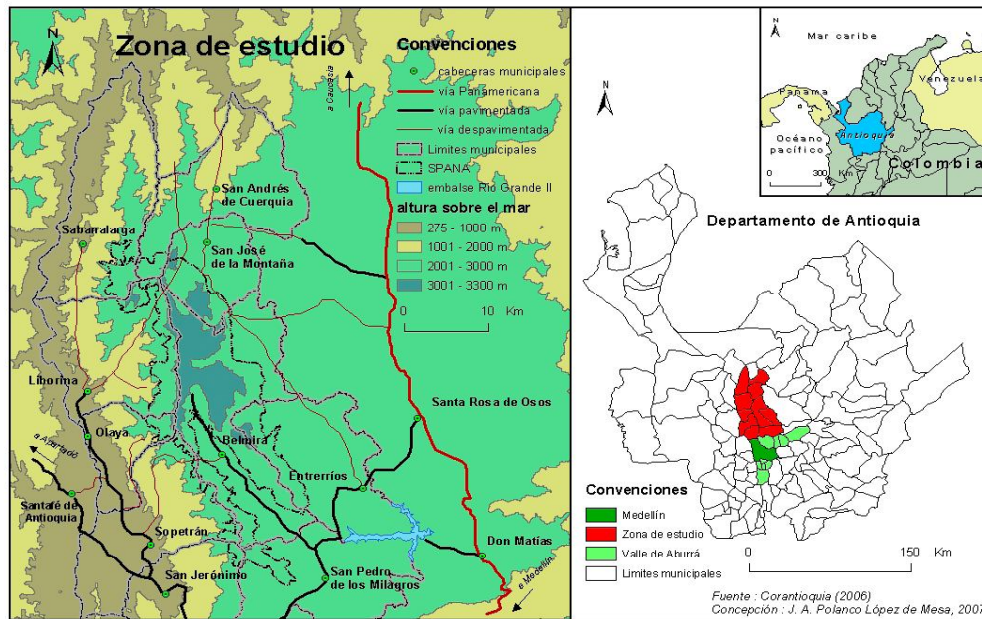 Zona de estudio
N
Convenciones
cabeceras municipales
vía Panamericana
vía pavimentada
vía despavimentada
Limites municipales
SPANA
embalse Río Grande II
altura sobre el mar
275 - 1000 m
1001 - 2000 m
2001 - 3000 m
3001 - 3300 m
0 10 Km
a Caucasia
San Andrés
de Cuerquia
Sabanalarga
San José
de la Montaña
Liborina
Olaya
a Apartadó
Santafé de
Antioquia
Sopetrán
San Jerónimo
Belmira
Entrerríos
Santa Rosa de Osos
Don Matías
San Pedro
de los Milagros
a Medellín
N
Mar caribe
Panama
Venezuela
Océano
pacífico
Antioquia
Colombia
0 300 Km
N
Departamento de Antioquia
Convenciones
Medellín
Zona de estudio
Valle de Aburrá
Limites municipales
0 150
Km
Fuente : Corantioquia (2006)
Concepción : J. A. Polanco López de Mesa, 2007